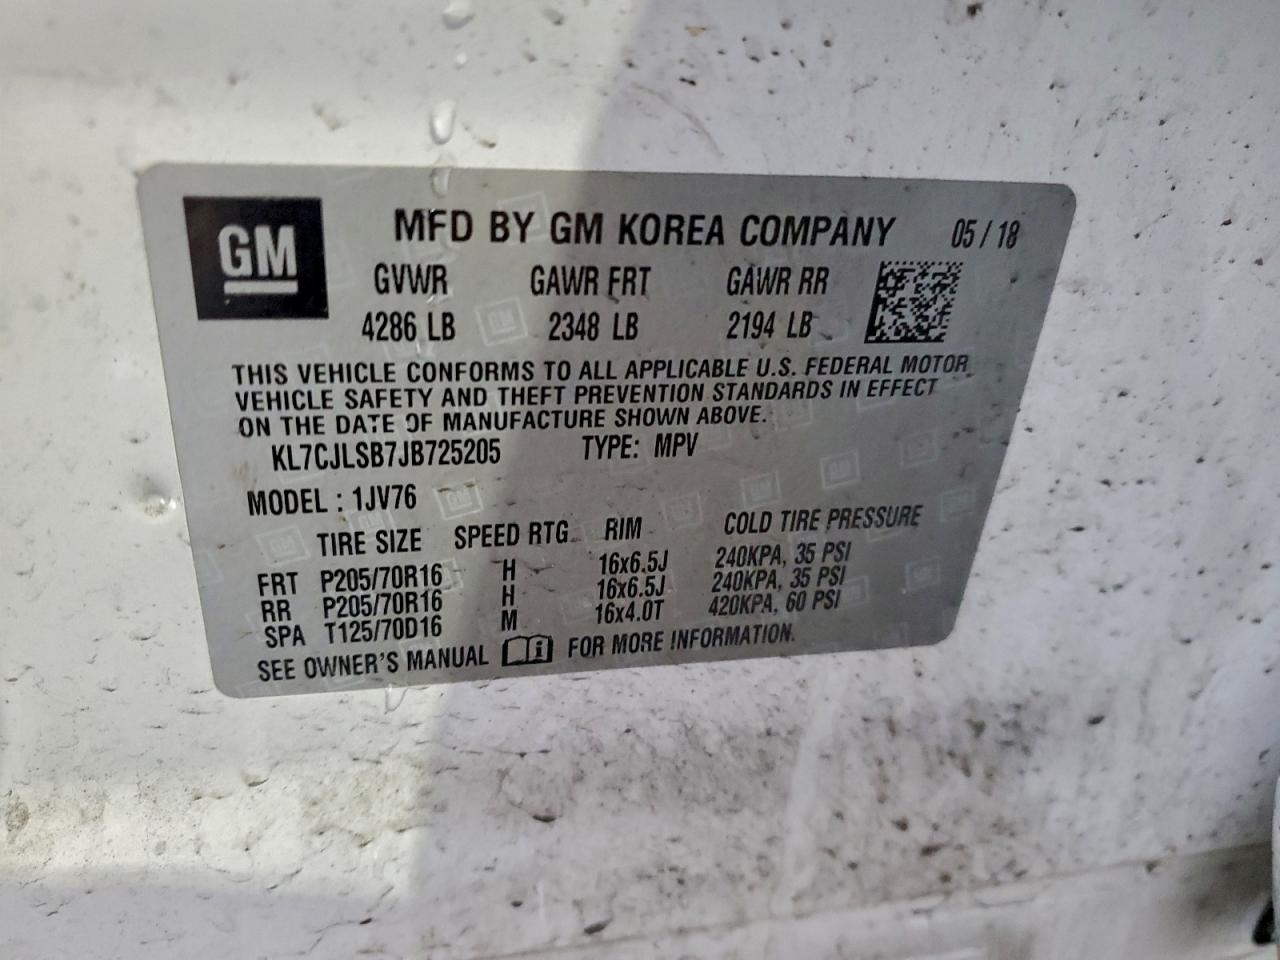 GM MFD BY GM KOREA COMPANY 05/18
GVWR GAWR FRT GAWR RR
4286 LB 2348 LB 2194 LB
THIS VEHICLE CONFORMS TO ALL APPLICABLE U.S. FEDERAL MOTOR
VEHICLE SAFETY AND THEFT PREVENTION STANDARDS IN EFFECT
ON THE DATE OF MANUFACTURE SHOWN ABOVE.
KL7CJLSB7JB725205 TYPE: MPV
MODEL : 1JV76
TIRE SIZE SPEED RTG RIM COLD TIRE PRESSURE
FRT P205/70R16 H 16x6.5J 240KPA, 35 PSI
RR P205/70R16 H 16x6.5J 240KPA, 35 PSI
SPA T125/70D16 M 16x4.0T 420KPA, 60 PSI
SEE OWNER'S MANUAL FOR MORE INFORMATION.